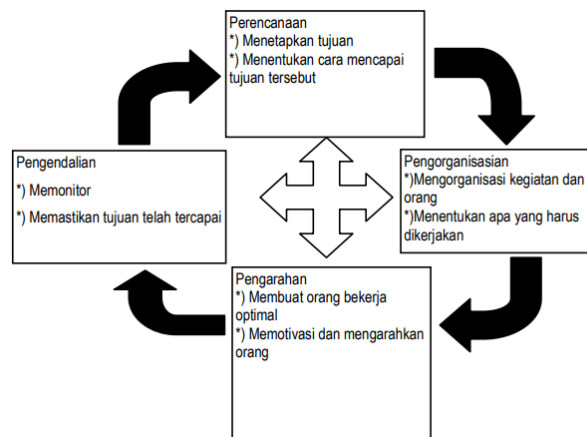 Perencanaan
*) Menetapkan tujuan
*) Menentukan cara mencapai
tujuan tersebut
Pengendalian
*) Memonitor
*) Memastikan tujuan telah tercapai
Pengorganisasian
*)Mengorganisasi kegiatan dan
orang
*)Menentukan apa yang harus
dikerjakan
Pengarahan
*) Membuat orang bekerja
optimal
*) Memotivasi dan mengarahkan
orang